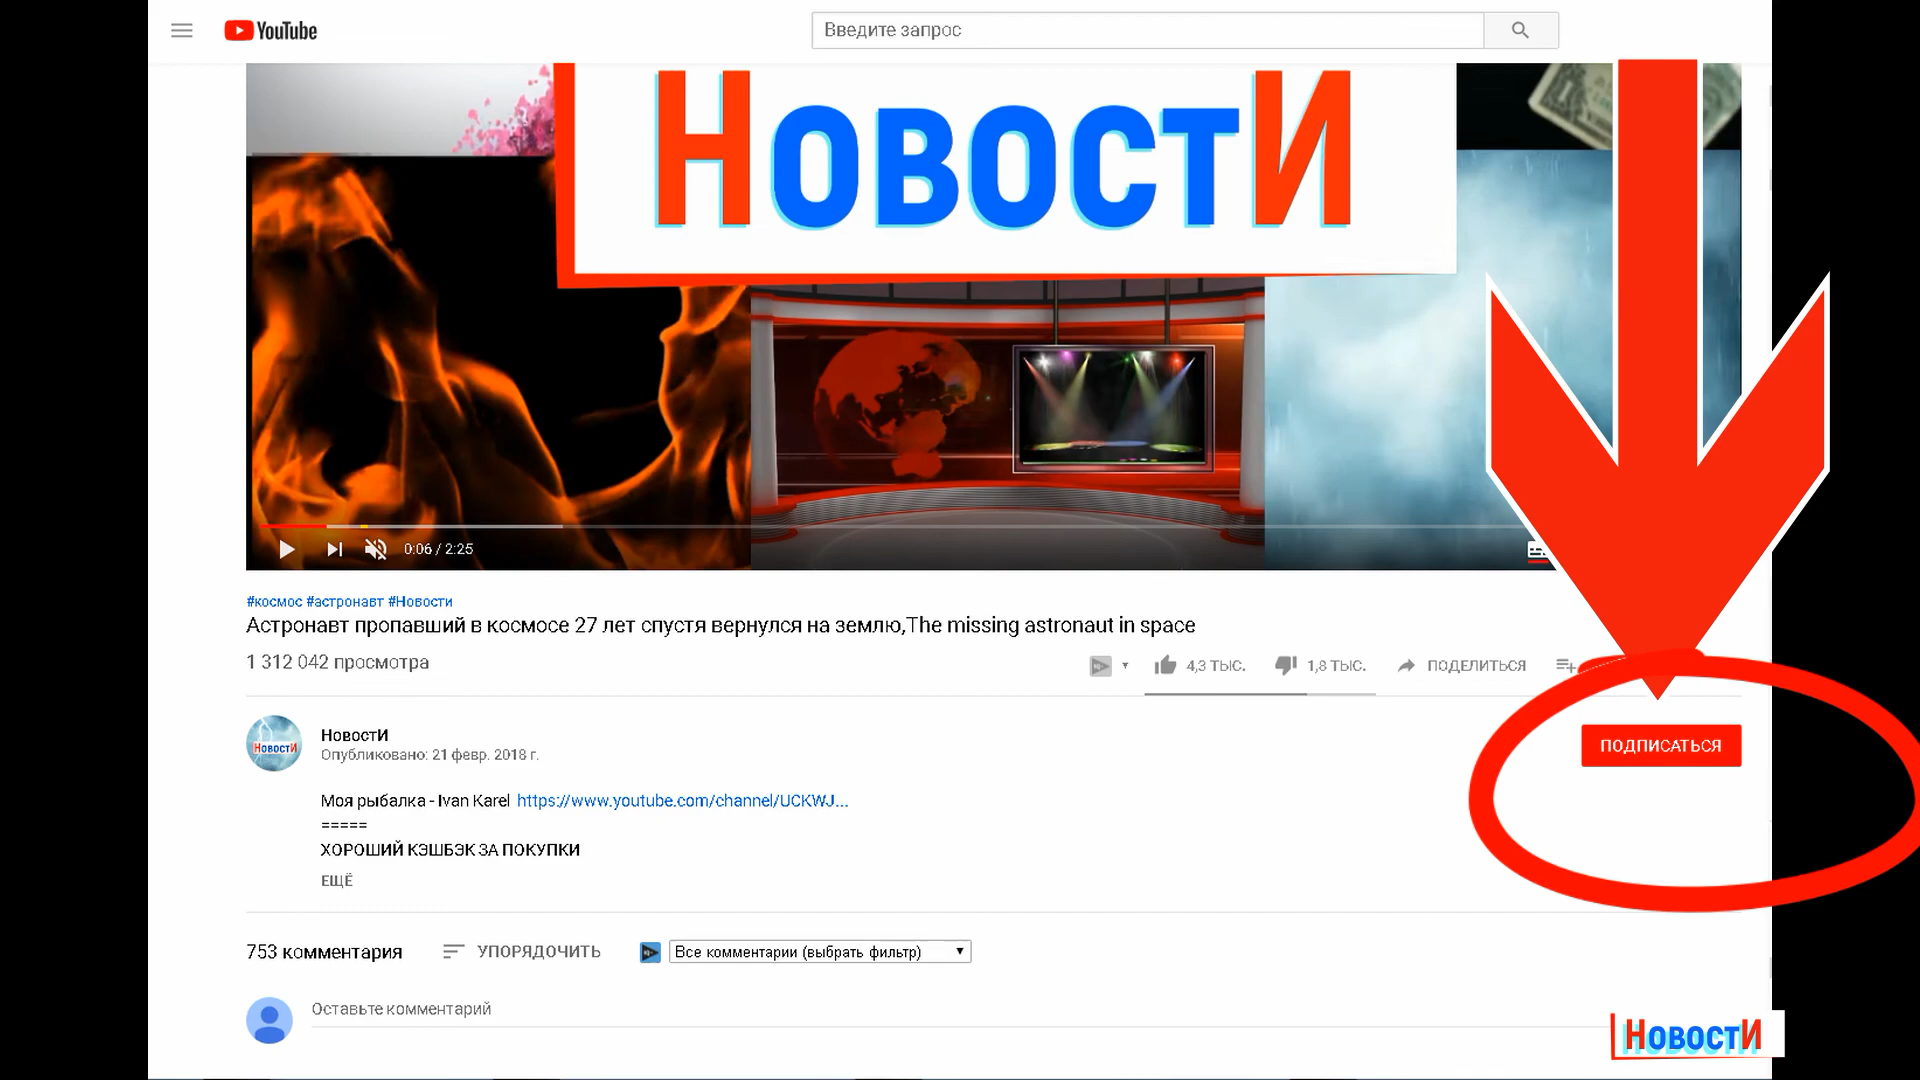 YouTube
Введите запрос
НовостИ
0:06 / 2:25
#космос #астронавт #Новости
Астронавт пропавший в космосе 27 лет спустя вернулся на землю,The missing astronaut in space
1 312 042 просмотра
4,3 ТЫС.
1,8 ТЫС.
ПОДЕЛИТЬСЯ
НовостИ
НовостИ
Опубликовано: 21 февр. 2018 г.
ПОДПИСАТЬСЯ
Моя рыбалка - Ivan Karel https://www.youtube.com/channel/UCKWJ...
=====
ХОРОШИЙ КЭШБЭК ЗА ПОКУПКИ
ЕЩЁ
753 комментария
УПОРЯДОЧИТЬ
Все комментарии (выбрать фильтр)
Оставьте комментарий
НовостИ